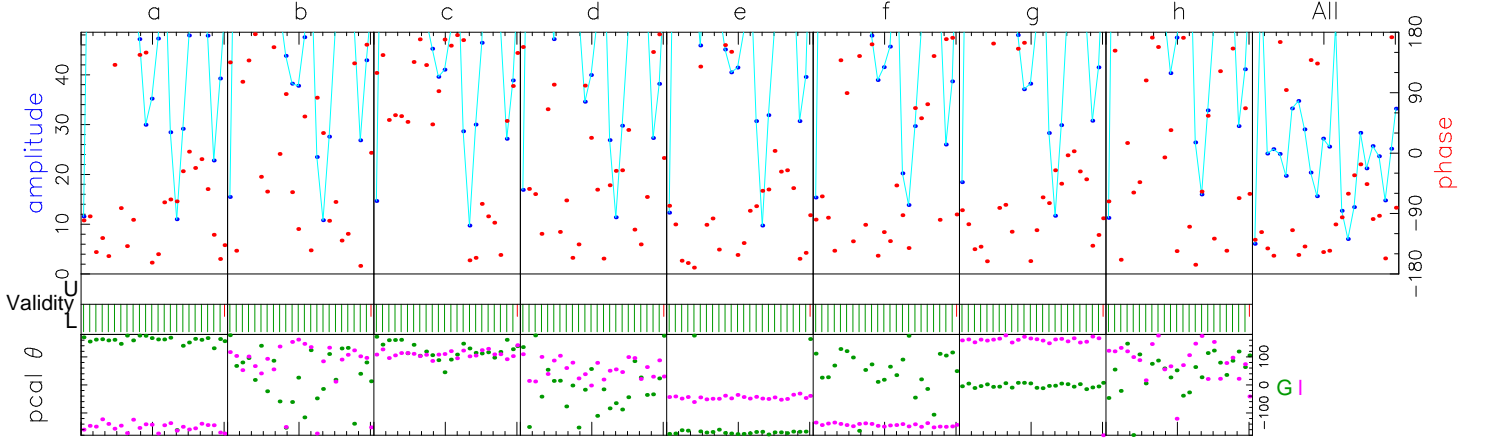 a b c d e f g h All
amplitude
0 10 20 30 40
phase
180 90 0 −90 −180
Validity
U
L
pcal θ
100 0 −100
G I